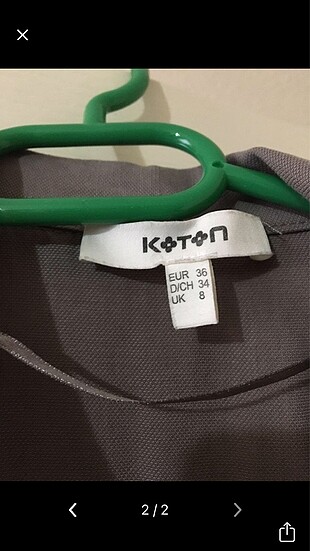 KOTON
EUR 36
D/CH 34
UK 8
2/2